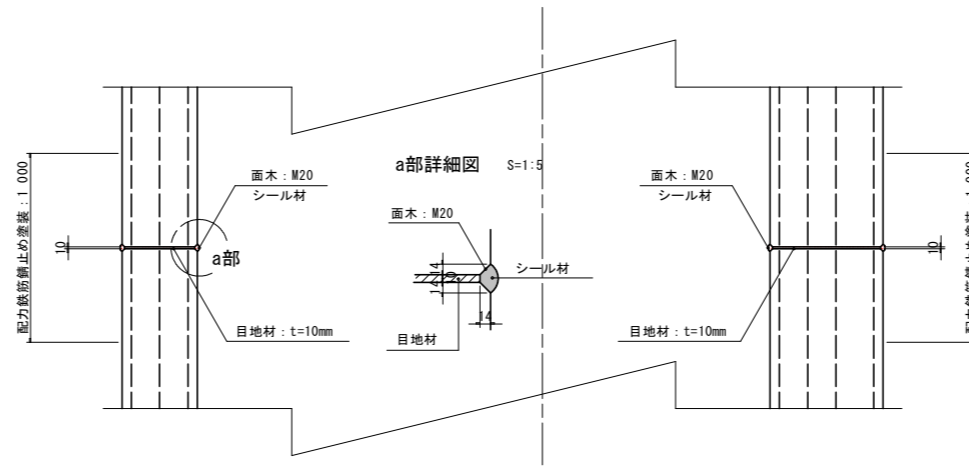 a部詳細図 S=1:5
面木：M20
シール材
a部
目地材：t=10mm
配力鉄筋錆止め塗装：1 000
10
面木：M20
シール材
目地材
14
10
14
14
面木：M20
シール材
目地材：t=10mm
10